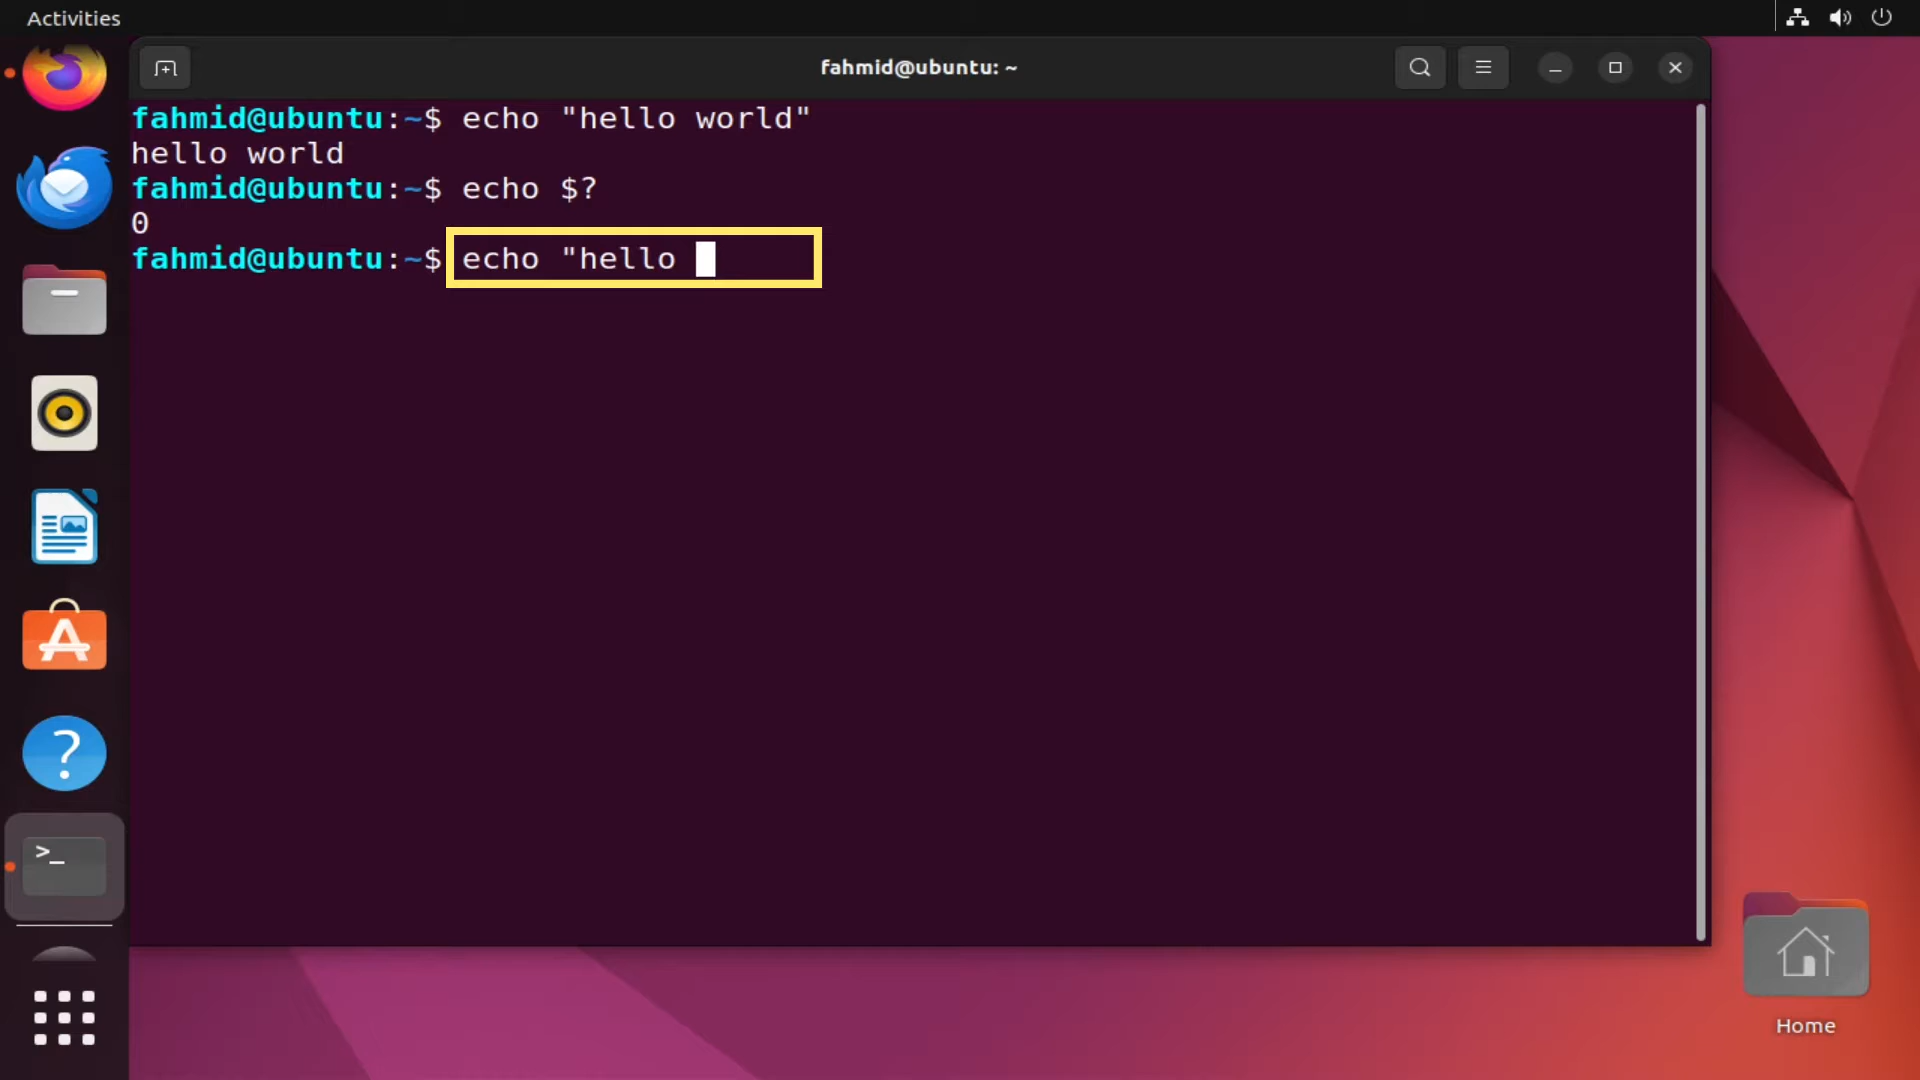 Activities
fahmid@ubuntu: ~
fahmid@ubuntu:~$ echo "hello world"
hello world
fahmid@ubuntu:~$ echo $?
0
fahmid@ubuntu:~$ echo "hello
>_
Home